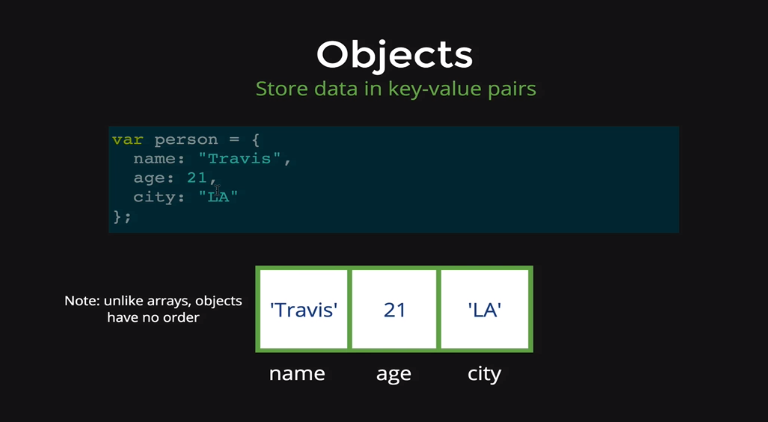 Objects
Store data in key-value pairs
var person = {
  name: "Travis",
  age: 21,
  city: "LA"
};
Note: unlike arrays, objects
have no order
'Travis' 21 'LA'
name age city